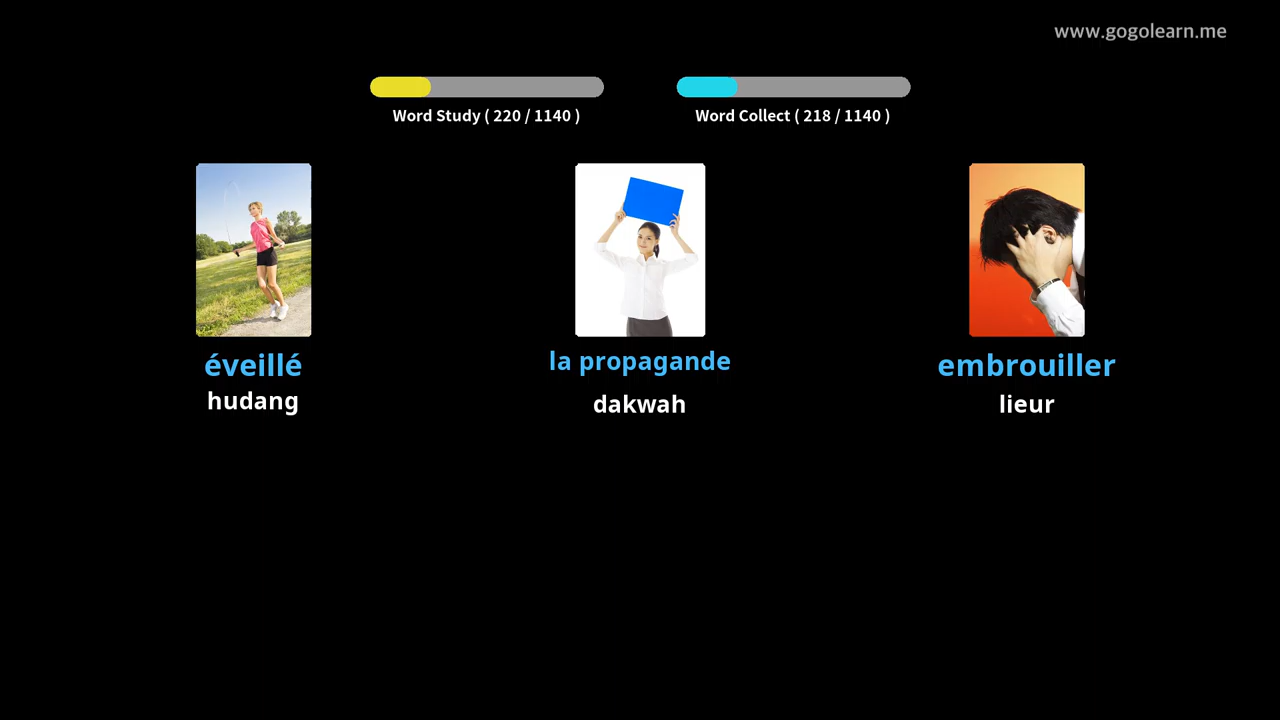 www.gogolearn.me
Word Study ( 220 / 1140 )
Word Collect ( 218 / 1140 )
éveillé
hudang
la propagande
dakwah
embrouiller
lieur